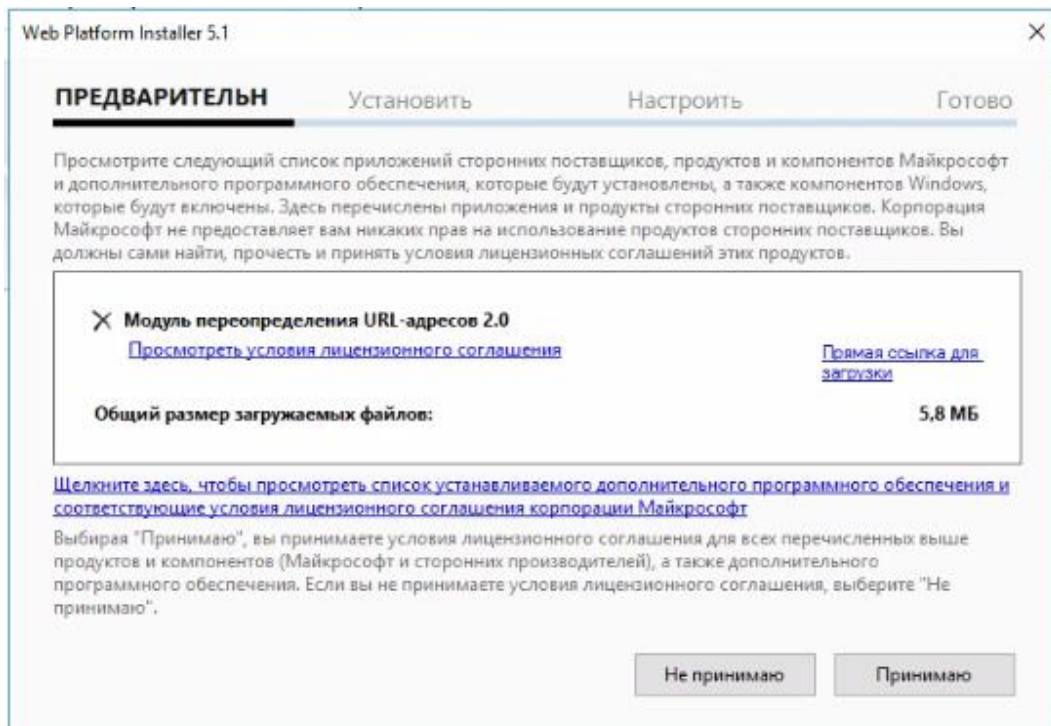 Web Platform Installer 5.1
ПРЕДВАРИТЕЛЬН Установить Настроить Готово
Просмотрите следующий список приложений сторонних поставщиков, продуктов и компонентов Майкрософт
и дополнительного программного обеспечения, которые будут установлены, а также компонентов Windows,
которые будут включены. Здесь перечислены приложения и продукты сторонних поставщиков. Корпорация
Майкрософт не предоставляет вам никаких прав на использование продуктов сторонних поставщиков. Вы
должны сами найти, прочесть и принять условия лицензионных соглашений этих продуктов.
Модуль переопределения URL-адресов 2.0
Просмотреть условия лицензионного соглашения
Прямая ссылка для
загрузки
Общий размер загружаемых файлов: 5,8 МБ
Щелкните здесь, чтобы просмотреть список устанавливаемого дополнительного программного обеспечения и
соответствующие условия лицензионного соглашения корпорации Майкрософт
Выбирая "Принимаю", вы принимаете условия лицензионного соглашения для всех перечисленных выше
продуктов и компонентов (Майкрософт и сторонних производителей), а также дополнительного
программного обеспечения. Если вы не принимаете условия лицензионного соглашения, выберите "Не
принимаю".
Не принимаю Принимаю